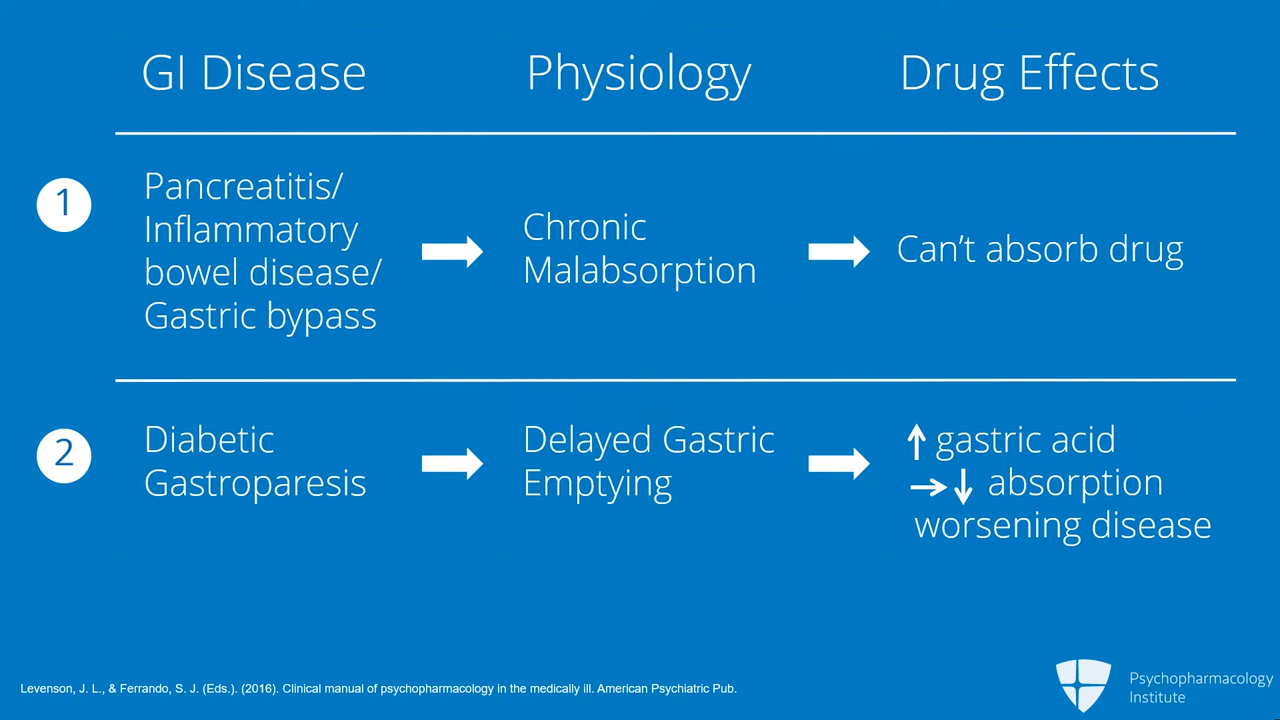 GI Disease Physiology Drug Effects
1
Pancreatitis/
Inflammatory
bowel disease/
Gastric bypass
Chronic
Malabsorption
Can’t absorb drug
2
Diabetic
Gastroparesis
Delayed Gastric
Emptying
↑ gastric acid
→↓ absorption
worsening disease
Levenson, J. L., & Ferrando, S. J. (Eds.). (2016). Clinical manual of psychopharmacology in the medically ill. American Psychiatric Pub.
Psychopharmacology
Institute